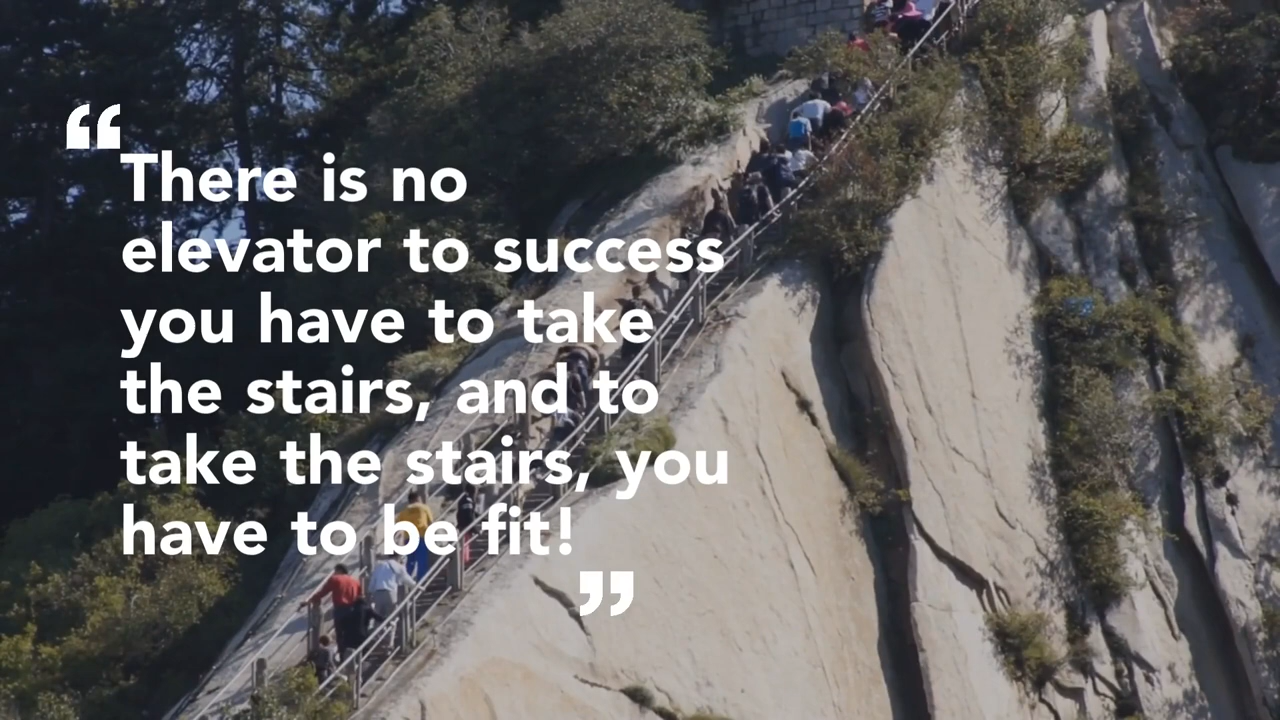 “There is no
elevator to success
you have to take
the stairs, and to
take the stairs, you
have to be fit!
”